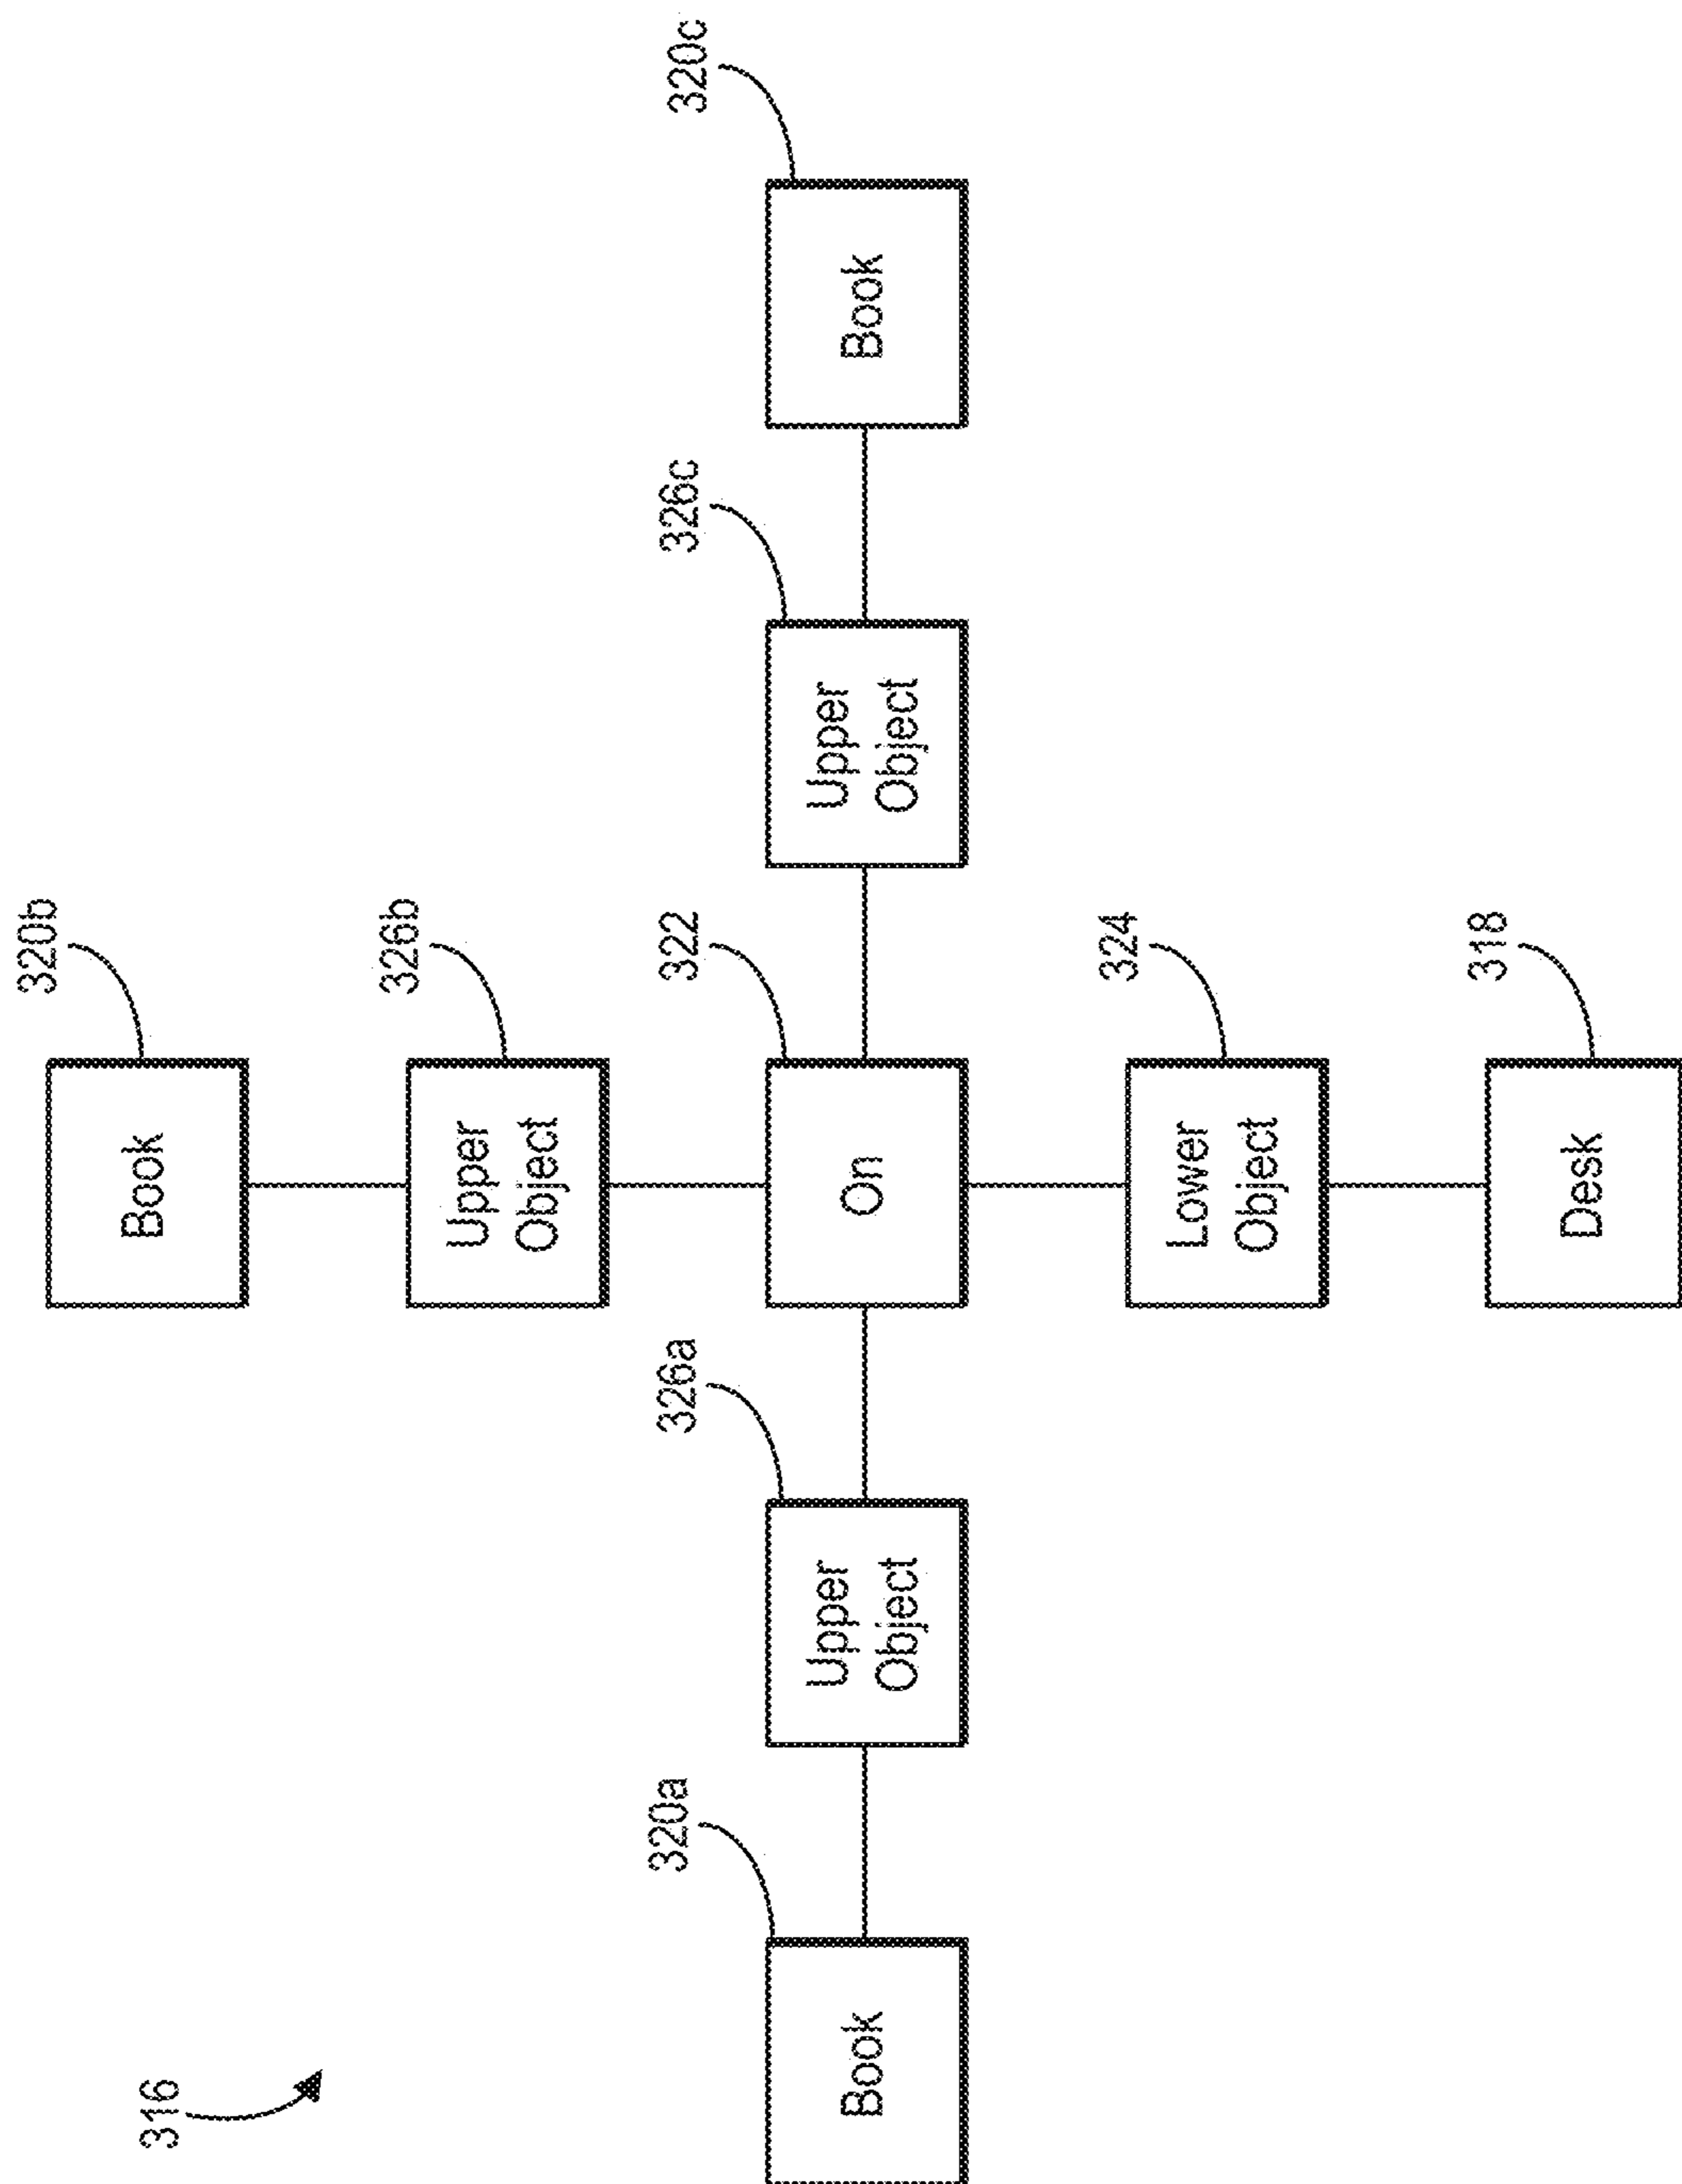 316
320b
Book
326b
Upper
Object
320a
Book
326a
Upper
Object
322
On
326c
Upper
Object
320c
Book
324
Lower
Object
318
Desk